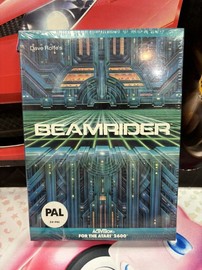 Dave Rolfe's
BEAMRIDER
PAL
ACTIVISION
FOR THE ATARI 2600